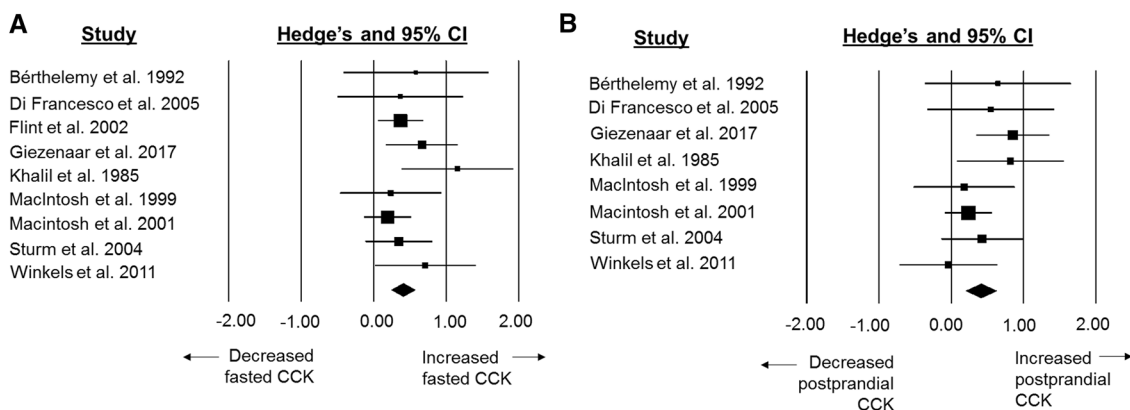 A
Study
Hedge's and 95% CI
Bérthelemy et al. 1992
Di Francesco et al. 2005
Flint et al. 2002
Giezenaar et al. 2017
Khalil et al. 1985
MacIntosh et al. 1999
Macintosh et al. 2001
Sturm et al. 2004
Winkels et al. 2011
-2.00 -1.00 0.00 1.00 2.00
Decreased
fasted CCK
Increased
fasted CCK
B
Study
Hedge's and 95% CI
Bérthelemy et al. 1992
Di Francesco et al. 2005
Giezenaar et al. 2017
Khalil et al. 1985
MacIntosh et al. 1999
Macintosh et al. 2001
Sturm et al. 2004
Winkels et al. 2011
-2.00 -1.00 0.00 1.00 2.00
Decreased
postprandial
CCK
Increased
postprandial
CCK